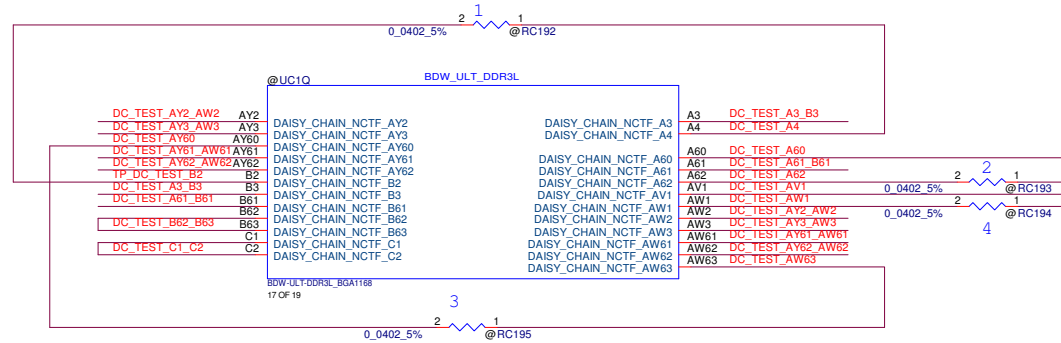 1
2 1
0_0402_5% @RC192
@UC1Q
BDW_ULT_DDR3L
DC_TEST_AY2_AW2 AY2 DAISY_CHAIN_NCTF_AY2
DC_TEST_AY3_AW3 AY3 DAISY_CHAIN_NCTF_AY3
DC_TEST_AY60 AY60 DAISY_CHAIN_NCTF_AY60
DC_TEST_AY61_AW61 AY61 DAISY_CHAIN_NCTF_AY61
DC_TEST_AY62_AW62 AY62 DAISY_CHAIN_NCTF_AY62
TP_DC_TEST_B2 B2 DAISY_CHAIN_NCTF_B2
DC_TEST_A3_B3 B3 DAISY_CHAIN_NCTF_B3
DC_TEST_A61_B61 B61 DAISY_CHAIN_NCTF_B61
B62 DAISY_CHAIN_NCTF_B62
DC_TEST_B62_B63 B63 DAISY_CHAIN_NCTF_B63
C1 DAISY_CHAIN_NCTF_C1
DC_TEST_C1_C2 C2 DAISY_CHAIN_NCTF_C2
DAISY_CHAIN_NCTF_A3 A3 DC_TEST_A3_B3
DAISY_CHAIN_NCTF_A4 A4 DC_TEST_A4
DAISY_CHAIN_NCTF_A60 A60 DC_TEST_A60
DAISY_CHAIN_NCTF_A61 A61 DC_TEST_A61_B61
DAISY_CHAIN_NCTF_A62 A62 DC_TEST_A62
DAISY_CHAIN_NCTF_AV1 AV1 DC_TEST_AV1
DAISY_CHAIN_NCTF_AW1 AW1 DC_TEST_AW1
DAISY_CHAIN_NCTF_AW2 AW2 DC_TEST_AY2_AW2
DAISY_CHAIN_NCTF_AW3 AW3 DC_TEST_AY3_AW3
DAISY_CHAIN_NCTF_AW61 AW61 DC_TEST_AY61_AW61
DAISY_CHAIN_NCTF_AW62 AW62 DC_TEST_AY62_AW62
DAISY_CHAIN_NCTF_AW63 AW63 DC_TEST_AW63
2
2 1
0_0402_5% @RC193
2 1
0_0402_5% @RC194
4
BDW-ULT-DDR3L_BGA1168
17 OF 19
3
2 1
0_0402_5% @RC195